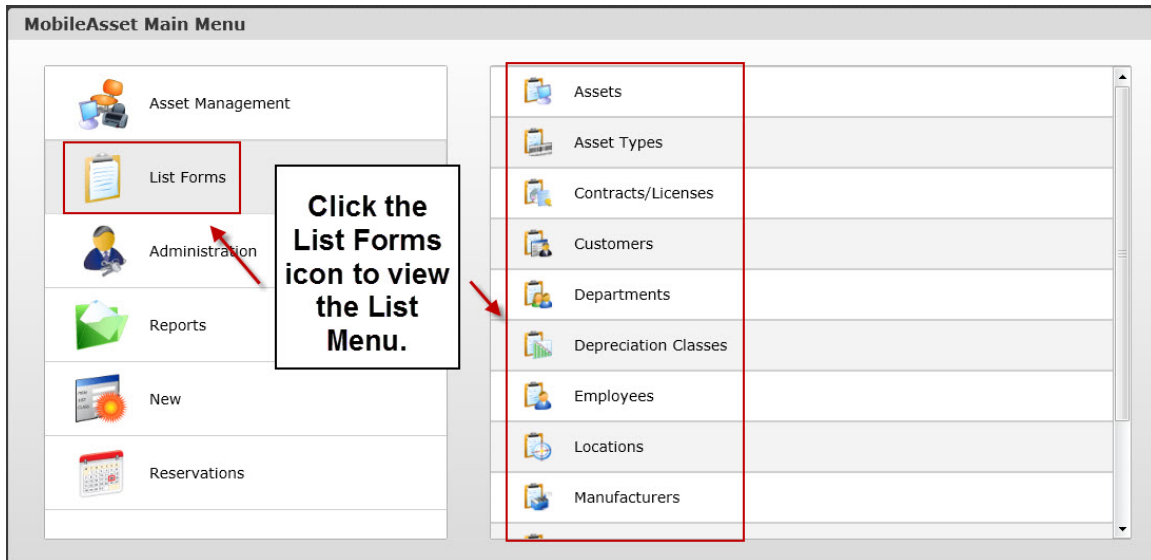 MobileAsset Main Menu
Asset Management
List Forms
Administration
Reports
New
Reservations
Click the
List Forms
icon to view
the List
Menu.
Assets
Asset Types
Contracts/Licenses
Customers
Departments
Depreciation Classes
Employees
Locations
Manufacturers